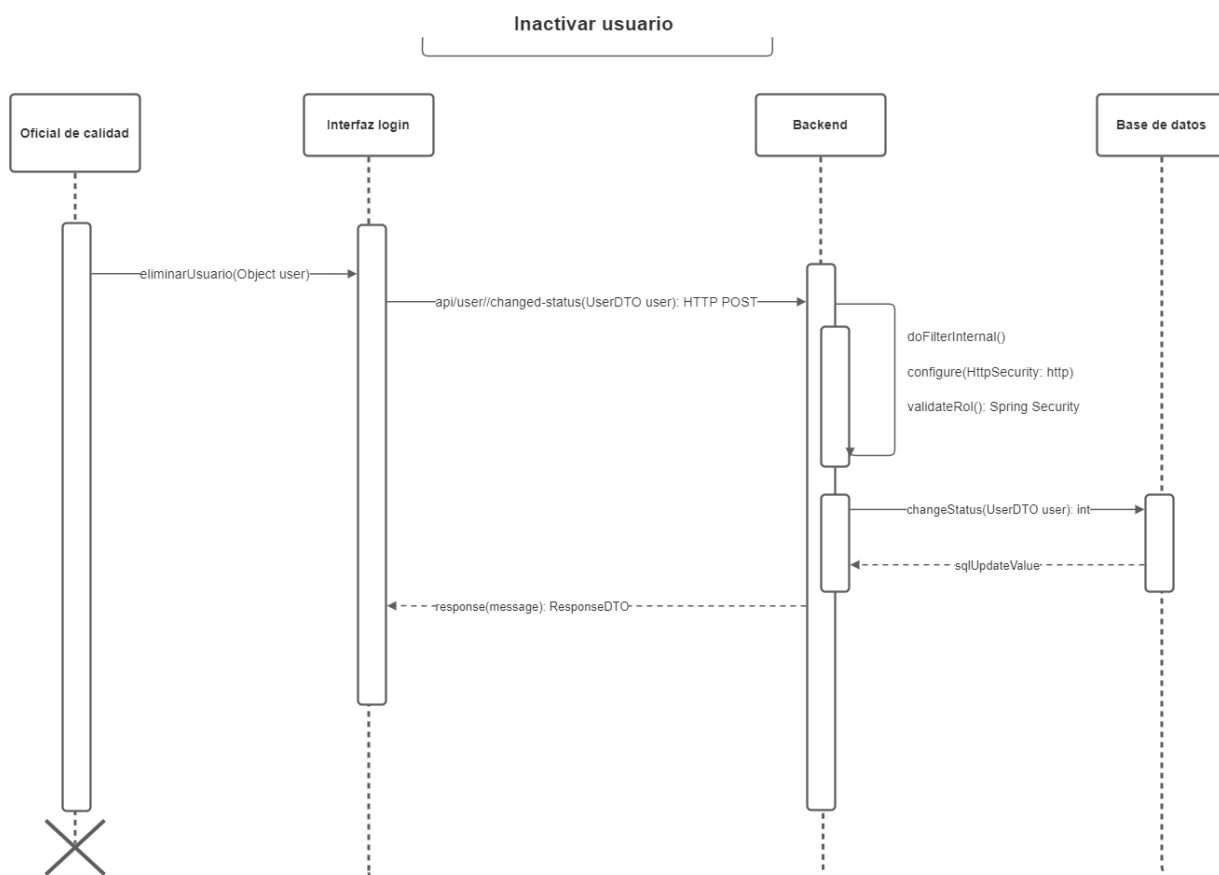 Inactivar usuario
Oficial de calidad
Interfaz login
Backend
Base de datos
eliminarUsuario(Object user)
api/user//changed-status(UserDTO user): HTTP POST
doFilterInternal()
configure(HttpSecurity: http)
validateRol(): Spring Security
changeStatus(UserDTO user): int
sqlUpdateValue
response(message): ResponseDTO